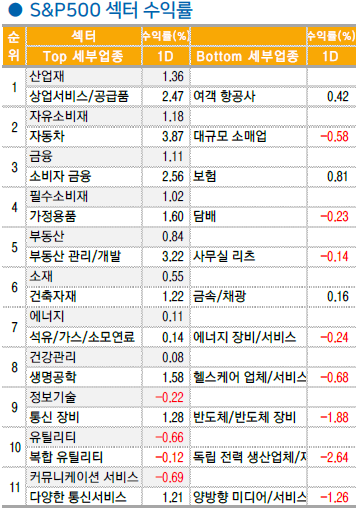 S&P500 섹터 수익률
순위 섹터 수익률(%) 수익률(%)
Top 세부업종 1D Bottom 세부업종 1D
1 산업재 1.36
상업서비스/공급품 2.47 여객 항공사 0.42
2 자유소비재 1.18
자동차 3.87 대규모 소매업 -0.58
3 금융 1.11
소비자 금융 2.56 보험 0.81
4 필수소비재 1.02
가정용품 1.60 담배 -0.23
5 부동산 0.84
부동산 관리/개발 3.22 사무실 리츠 -0.14
6 소재 0.55
건축자재 1.22 금속/채광 0.16
7 에너지 0.11
석유/가스/소모연료 0.14 에너지 장비/서비스 -0.24
8 건강관리 0.08
생명공학 1.58 헬스케어 업체/서비스 -0.68
9 정보기술 -0.22
통신 장비 1.28 반도체/반도체 장비 -1.88
10 유틸리티 -0.66
복합 유틸리티 -0.12 독립 전력 생산업체/ -2.64
11 커뮤니케이션 서비스 -0.69
다양한 통신서비스 1.21 양방향 미디어/서비스 -1.26